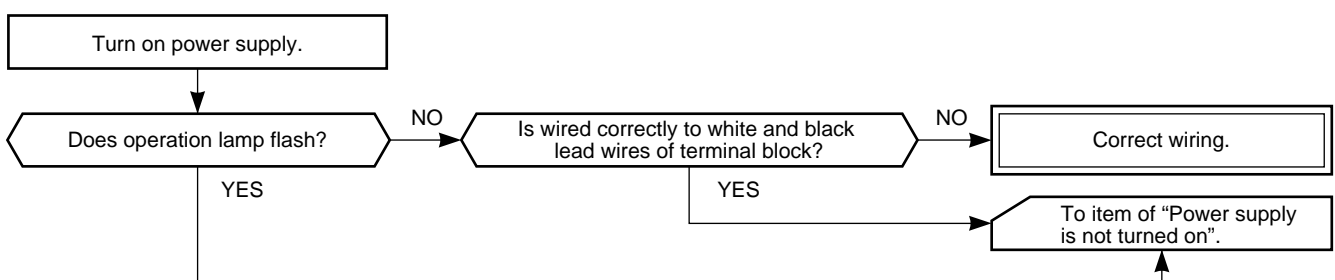 Turn on power supply.
Does operation lamp flash?
NO
Is wired correctly to white and black
lead wires of terminal block?
NO
Correct wiring.
YES
YES
To item of “Power supply
is not turned on”.